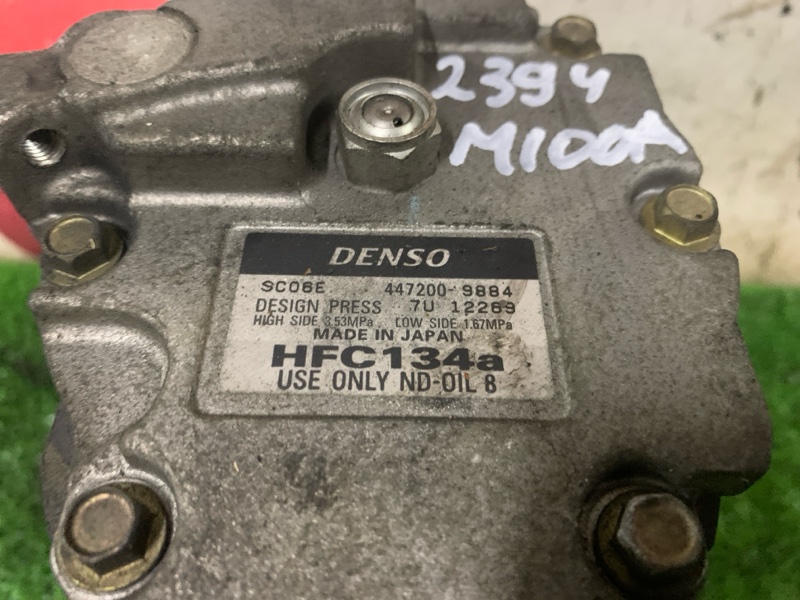 2394
M100A
DENSO
SC06E 447200-9884
DESIGN PRESS 7U 12269
HIGH SIDE 3.53MPa LOW SIDE 1.67MPa
MADE IN JAPAN
HFC134a
USE ONLY ND-OIL 8